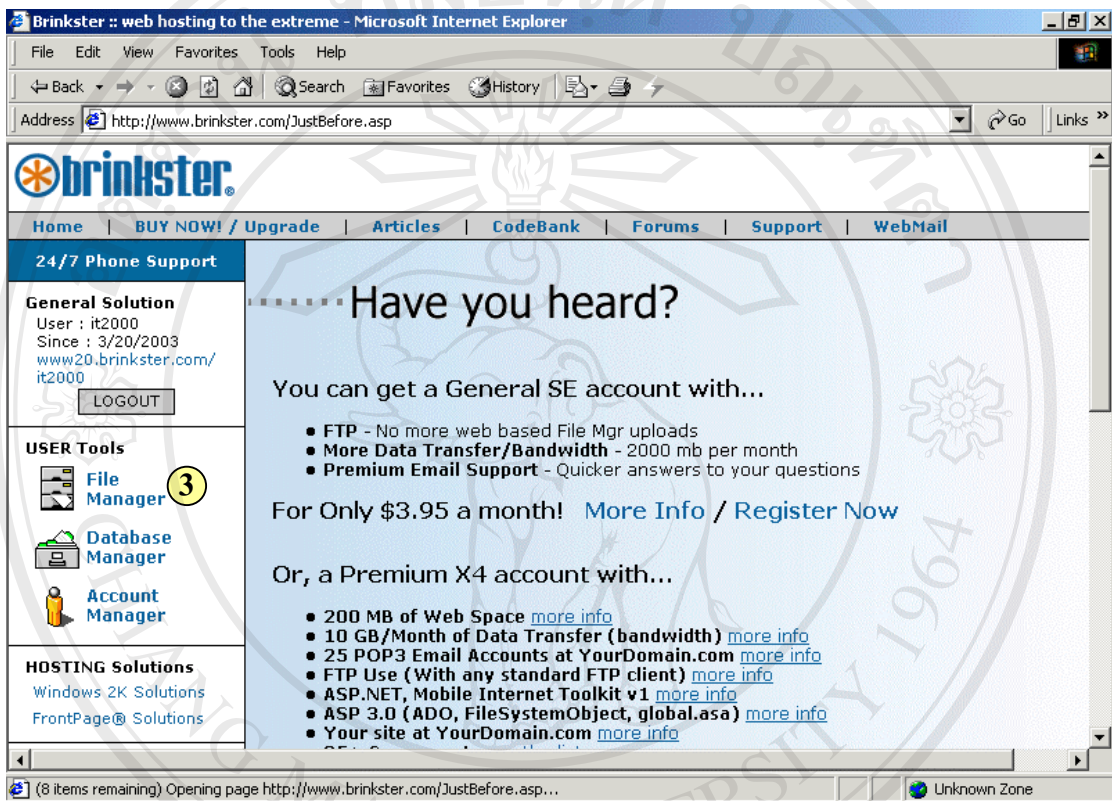 Brinkster :: web hosting to the extreme - Microsoft Internet Explorer
File Edit View Favorites Tools Help
Back Search Favorites History
Address http://www.brinkster.com/JustBefore.asp Go Links »
brinkster®
Home | BUY NOW! / Upgrade | Articles | CodeBank | Forums | Support | WebMail
24/7 Phone Support
General Solution
User : it2000
Since : 3/20/2003
www20.brinkster.com/
it2000
LOGOUT
USER Tools
File
Manager
3
Database
Manager
Account
Manager
HOSTING Solutions
Windows 2K Solutions
FrontPage® Solutions
Have you heard?
You can get a General SE account with...
• FTP - No more web based File Mgr uploads
• More Data Transfer/Bandwidth - 2000 mb per month
• Premium Email Support - Quicker answers to your questions
For Only $3.95 a month! More Info / Register Now
Or, a Premium X4 account with...
• 200 MB of Web Space more info
• 10 GB/Month of Data Transfer (bandwidth) more info
• 25 POP3 Email Accounts at YourDomain.com more info
• FTP Use (With any standard FTP client) more info
• ASP.NET, Mobile Internet Toolkit v1 more info
• ASP 3.0 (ADO, FileSystemObject, global.asa) more info
• Your site at YourDomain.com more info
(8 items remaining) Opening page http://www.brinkster.com/JustBefore.asp... Unknown Zone
1964